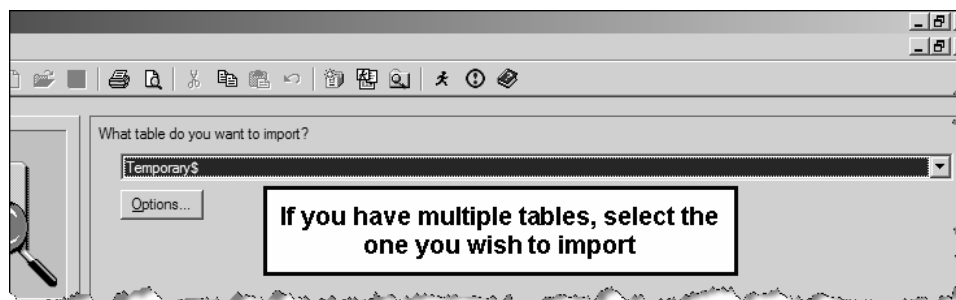 What table do you want to import?
Temporary$
Options...
If you have multiple tables, select the
one you wish to import